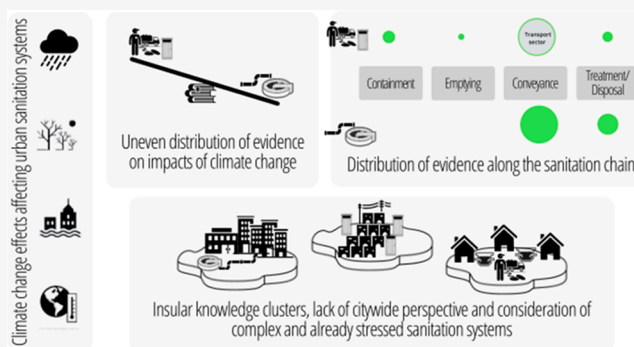 Climate change effects affecting urban sanitation systems
Uneven distribution of evidence
on impacts of climate change
Transport
sector
Containment
Emptying
Conveyance
Treatment/
Disposal
Distribution of evidence along the sanitation chain
Insular knowledge clusters, lack of citywide perspective and consideration of
complex and already stressed sanitation systems